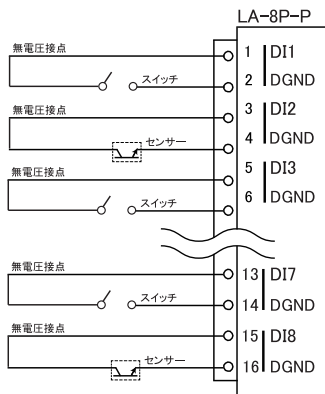 LA-8P-P
無電圧接点
1 DI1
スイッチ
2 DGND
無電圧接点
3 DI2
センサー
4 DGND
無電圧接点
5 DI3
スイッチ
6 DGND
無電圧接点
13 DI7
スイッチ
14 DGND
無電圧接点
15 DI8
センサー
16 DGND